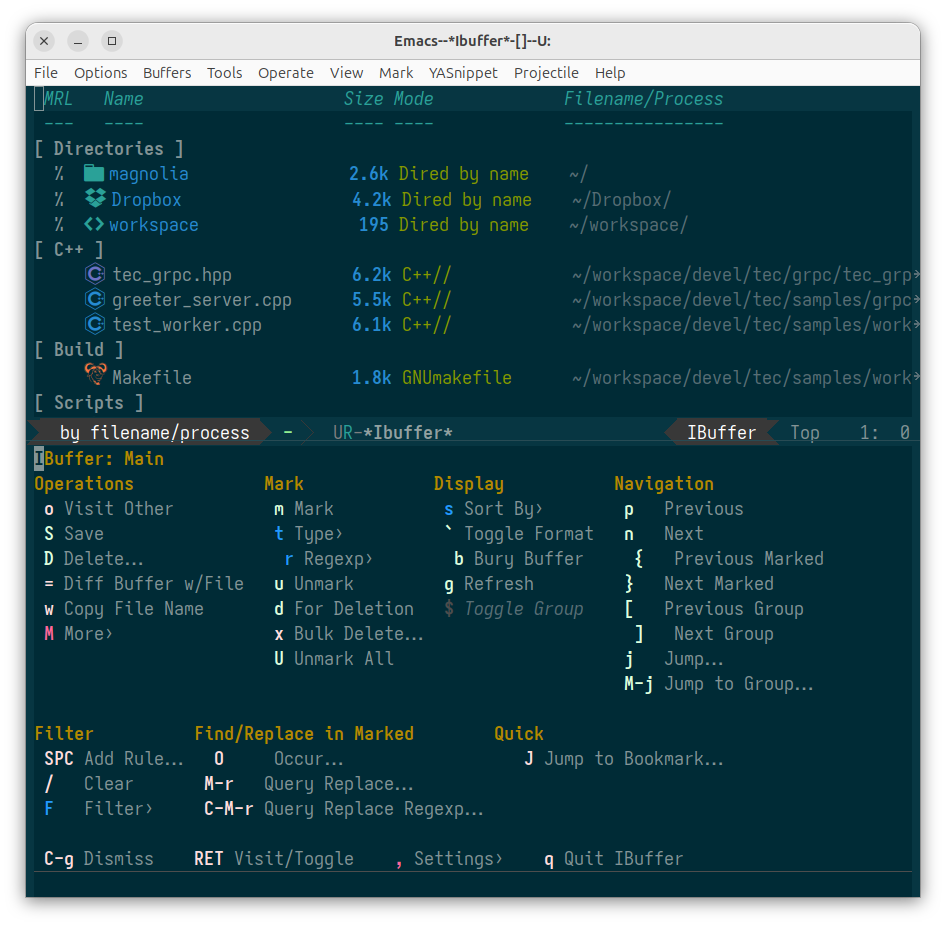 Emacs--*Ibuffer*-[]--U:
File Options Buffers Tools Operate View Mark YASnippet Projectile Help
MRL Name Size Mode Filename/Process
--- ---- ---- ---- ----------------
[ Directories ]
% magnolia 2.6k Dired by name ~/
% Dropbox 4.2k Dired by name ~/Dropbox/
% workspace 195 Dired by name ~/workspace/
[ C++ ]
tec_grpc.hpp 6.2k C++// ~/workspace/devel/tec/grpc/tec_grp→
greeter_server.cpp 5.5k C++// ~/workspace/devel/tec/samples/grpc→
test_worker.cpp 6.1k C++// ~/workspace/devel/tec/samples/work→
[ Build ]
Makefile 1.8k GNUmakefile ~/workspace/devel/tec/samples/work→
[ Scripts ]
by filename/process - UR-*Ibuffer* IBuffer Top 1: 0
IBuffer: Main
Operations Mark Display Navigation
o Visit Other m Mark s Sort By› p Previous
S Save t Type› ` Toggle Format n Next
D Delete… r Regexp› b Bury Buffer { Previous Marked
= Diff Buffer w/File u Unmark g Refresh } Next Marked
w Copy File Name d For Deletion $ Toggle Group [ Previous Group
M More› x Bulk Delete… ] Next Group
U Unmark All j Jump…
M-j Jump to Group…
Filter Find/Replace in Marked Quick
SPC Add Rule… O Occur… J Jump to Bookmark…
/ Clear M-r Query Replace…
F Filter› C-M-r Query Replace Regexp…
C-g Dismiss RET Visit/Toggle , Settings› q Quit IBuffer